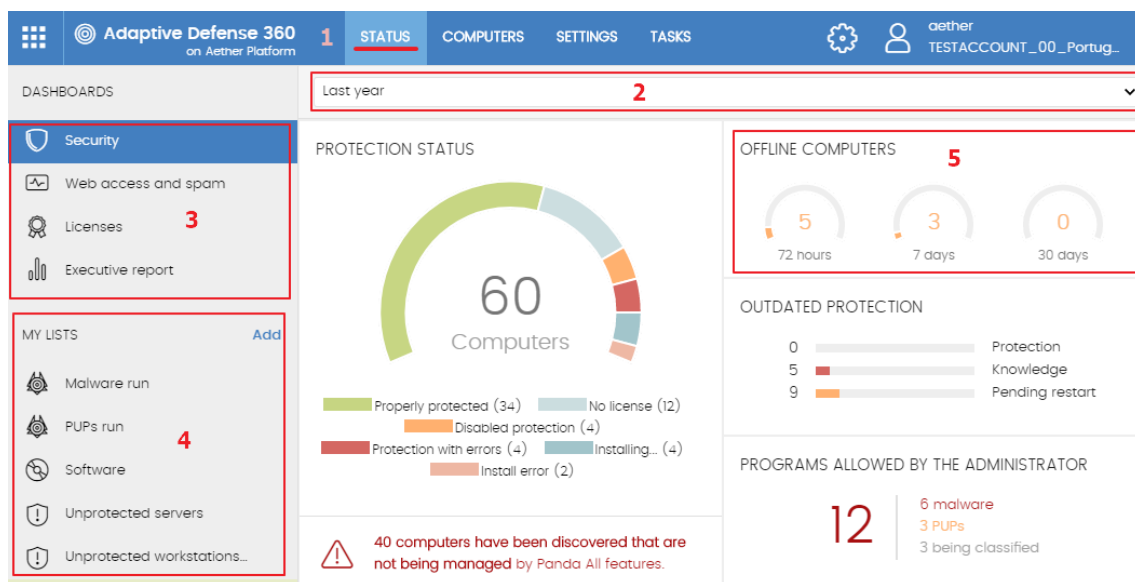 Adaptive Defense 360
on Aether Platform
1
STATUS
COMPUTERS
SETTINGS
TASKS
aether
TESTACCOUNT_00_Portug...
DASHBOARDS
Last year
2
Security
Web access and spam
3
Licenses
Executive report
MY LISTS
Add
Malware run
PUPs run
4
Software
Unprotected servers
Unprotected workstations...
PROTECTION STATUS
60
Computers
Properly protected (34)
No license (12)
Disabled protection (4)
Protection with errors (4)
Installing... (4)
Install error (2)
40 computers have been discovered that are
not being managed by Panda All features.
OFFLINE COMPUTERS
5
5
3
0
72 hours
7 days
30 days
OUTDATED PROTECTION
0
Protection
5
Knowledge
9
Pending restart
PROGRAMS ALLOWED BY THE ADMINISTRATOR
12
6 malware
3 PUPs
3 being classified